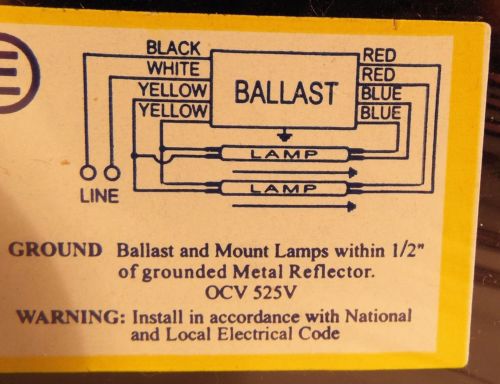 BLACK
WHITE
YELLOW
YELLOW
BALLAST
RED
RED
BLUE
BLUE
LAMP
LAMP
LINE
GROUND Ballast and Mount Lamps within 1/2"
of grounded Metal Reflector.
OCV 525V
WARNING: Install in accordance with National
and Local Electrical Code